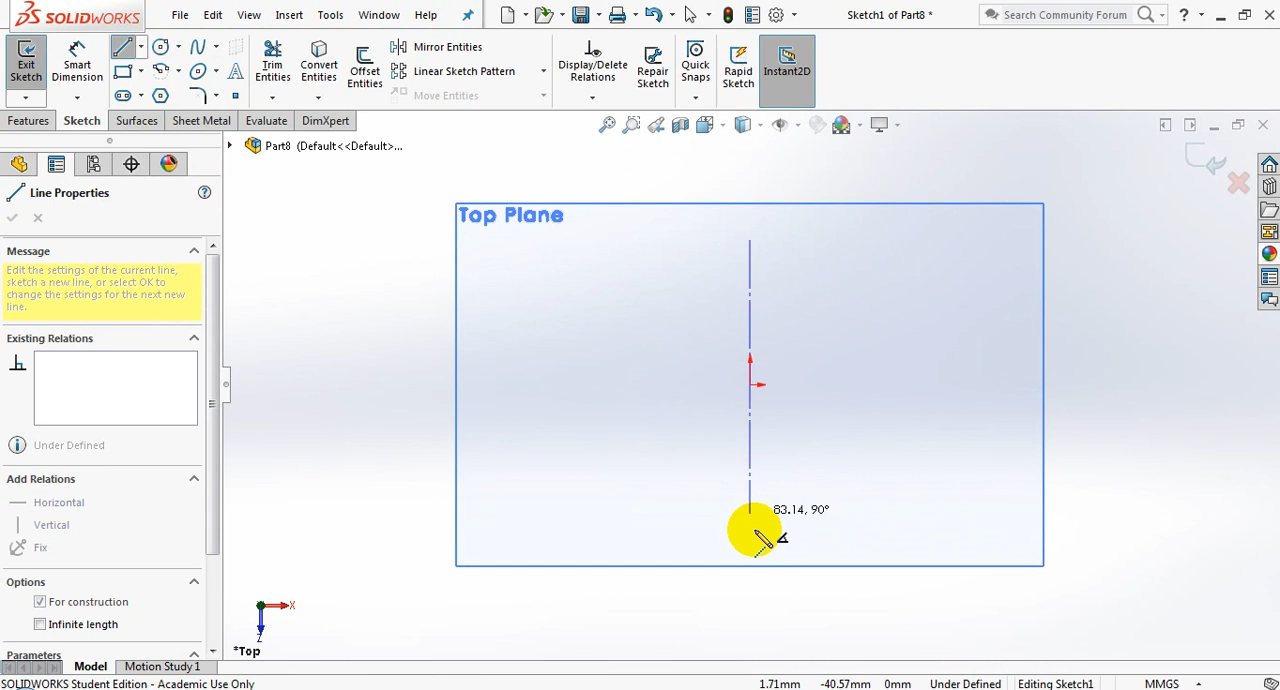 SOLIDWORKS File Edit View Insert Tools Window Help Sketch1 of Part8 * Search Community Forum ?
Exit Sketch
Smart Dimension
Trim Entities
Convert Entities
Offset Entities
Mirror Entities
Linear Sketch Pattern
Move Entities
Display/Delete Relations
Repair Sketch
Quick Snaps
Rapid Sketch
Instant2D
Features Sketch Surfaces Sheet Metal Evaluate DimXpert
Part8 (Default<<Default>...
Line Properties
Message
Edit the settings of the current line,
sketch a new line, or select OK to
change the settings for the next new
line.
Existing Relations
Under Defined
Add Relations
Horizontal
Vertical
Fix
Options
For construction
Infinite length
Parameters
Top Plane
83.14, 90°
X
Z
*Top
Model Motion Study 1
SOLIDWORKS Student Edition - Academic Use Only 1.71mm -40.57mm 0mm Under Defined Editing Sketch1 MMGS